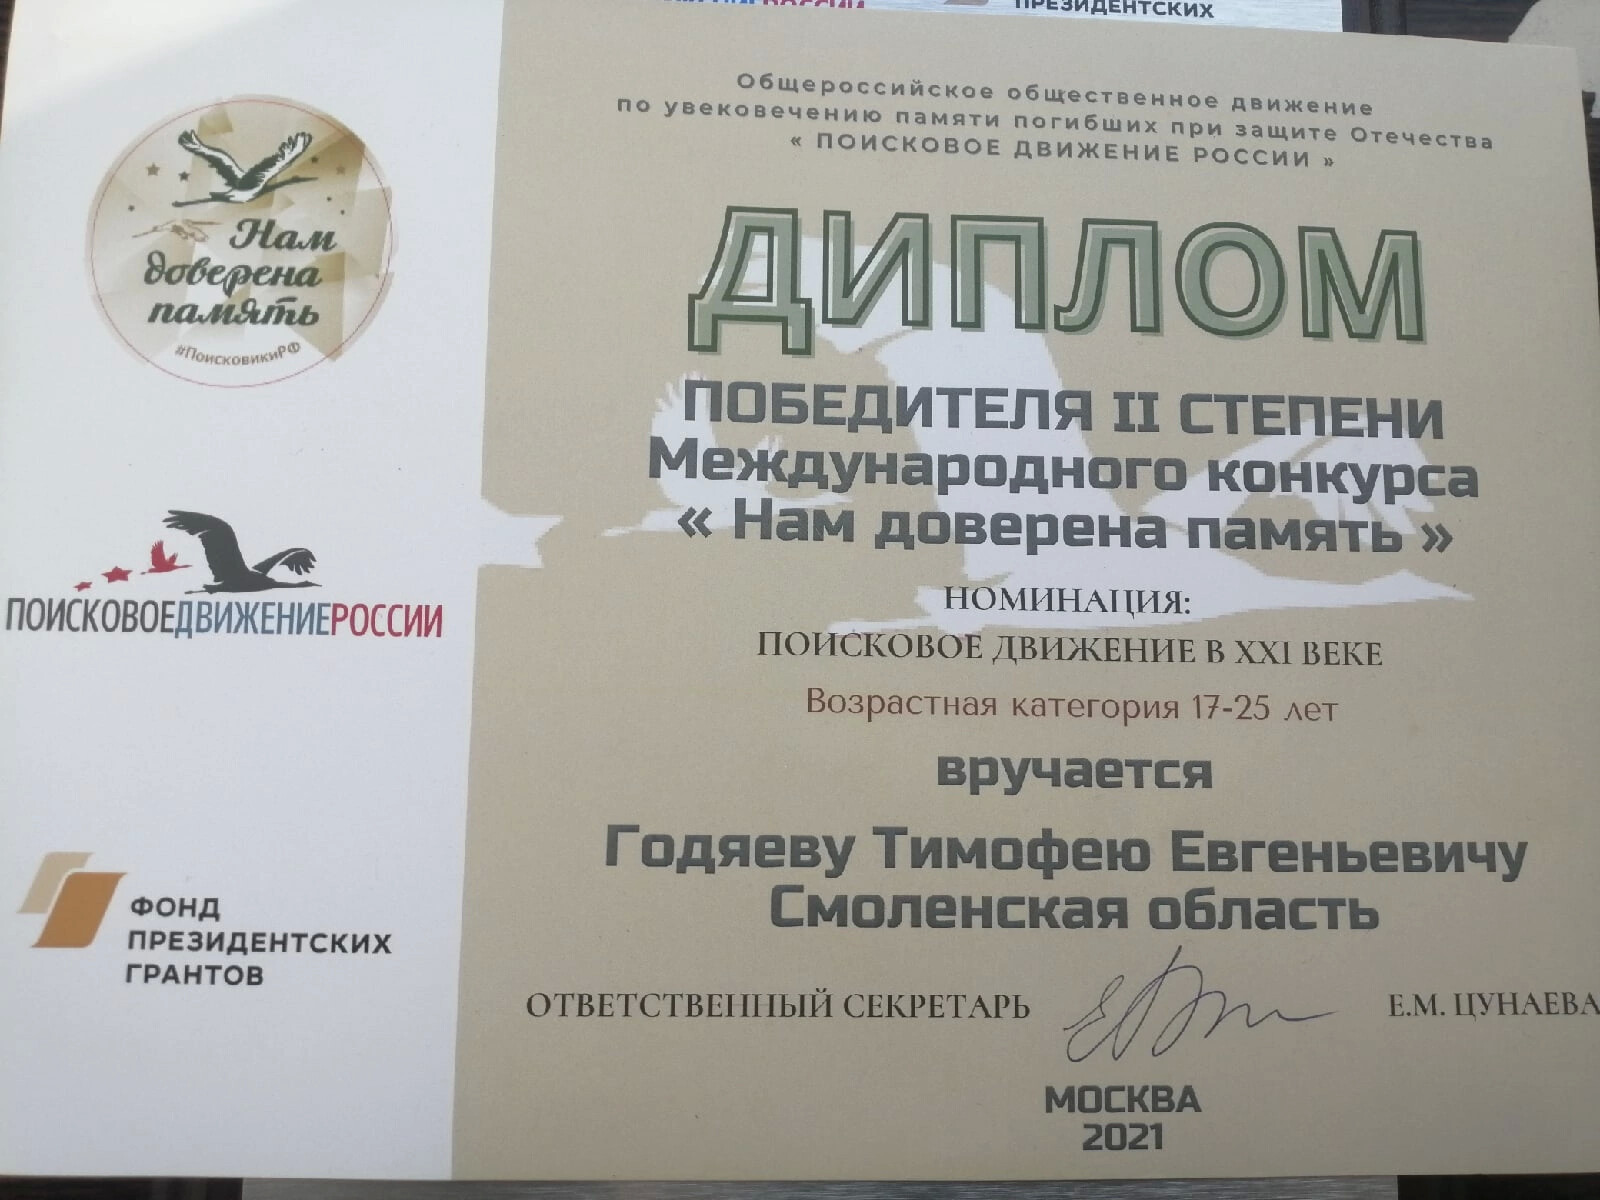 ПРЕЗИДЕНТСКИХ
Общероссийское общественное движение
по увековечению памяти погибших при защите Отечества
« ПОИСКОВОЕ ДВИЖЕНИЕ РОССИИ »
ДИПЛОМ
ПОБЕДИТЕЛЯ II СТЕПЕНИ
Международного конкурса
« Нам доверена память »
НОМИНАЦИЯ:
ПОИСКОВОЕ ДВИЖЕНИЕ В XXI ВЕКЕ
Возрастная категория 17-25 лет
вручается
Годяеву Тимофею Евгеньевичу
Смоленская область
ОТВЕТСТВЕННЫЙ СЕКРЕТАРЬ Е.М. ЦУНАЕВА
МОСКВА
2021
Нам
доверена
память
#ПоисковикиРФ
ПОИСКОВОЕДВИЖЕНИЕРОССИИ
ФОНД
ПРЕЗИДЕНТСКИХ
ГРАНТОВ